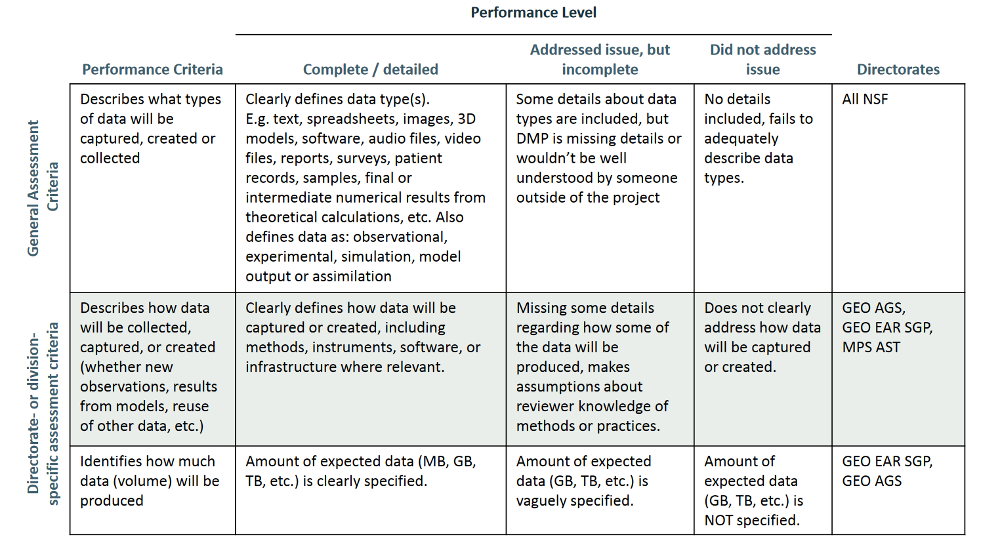 Performance Level
Performance Criteria
Complete / detailed
Addressed issue, but
incomplete
Did not address
issue
Directorates
General Assessment
Criteria
Describes what types
of data will be
captured, created or
collected
Clearly defines data type(s).
E.g. text, spreadsheets, images, 3D
models, software, audio files, video
files, reports, surveys, patient
records, samples, final or
intermediate numerical results from
theoretical calculations, etc. Also
defines data as: observational,
experimental, simulation, model
output or assimilation
Some details about data
types are included, but
DMP is missing details or
wouldn’t be well
understood by someone
outside of the project
No details
included, fails to
adequately
describe data
types.
All NSF
Directorate- or division-
specific assessment criteria
Describes how data
will be collected,
captured, or created
(whether new
observations, results
from models, reuse
of other data, etc.)
Clearly defines how data will be
captured or created, including
methods, instruments, software, or
infrastructure where relevant.
Missing some details
regarding how some of
the data will be
produced, makes
assumptions about
reviewer knowledge of
methods or practices.
Does not clearly
address how data
will be captured
or created.
GEO AGS,
GEO EAR SGP,
MPS AST
Identifies how much
data (volume) will be
produced
Amount of expected data (MB, GB,
TB, etc.) is clearly specified.
Amount of expected
data (GB, TB, etc.) is
vaguely specified.
Amount of
expected data
(GB, TB, etc.) is
NOT specified.
GEO EAR SGP,
GEO AGS